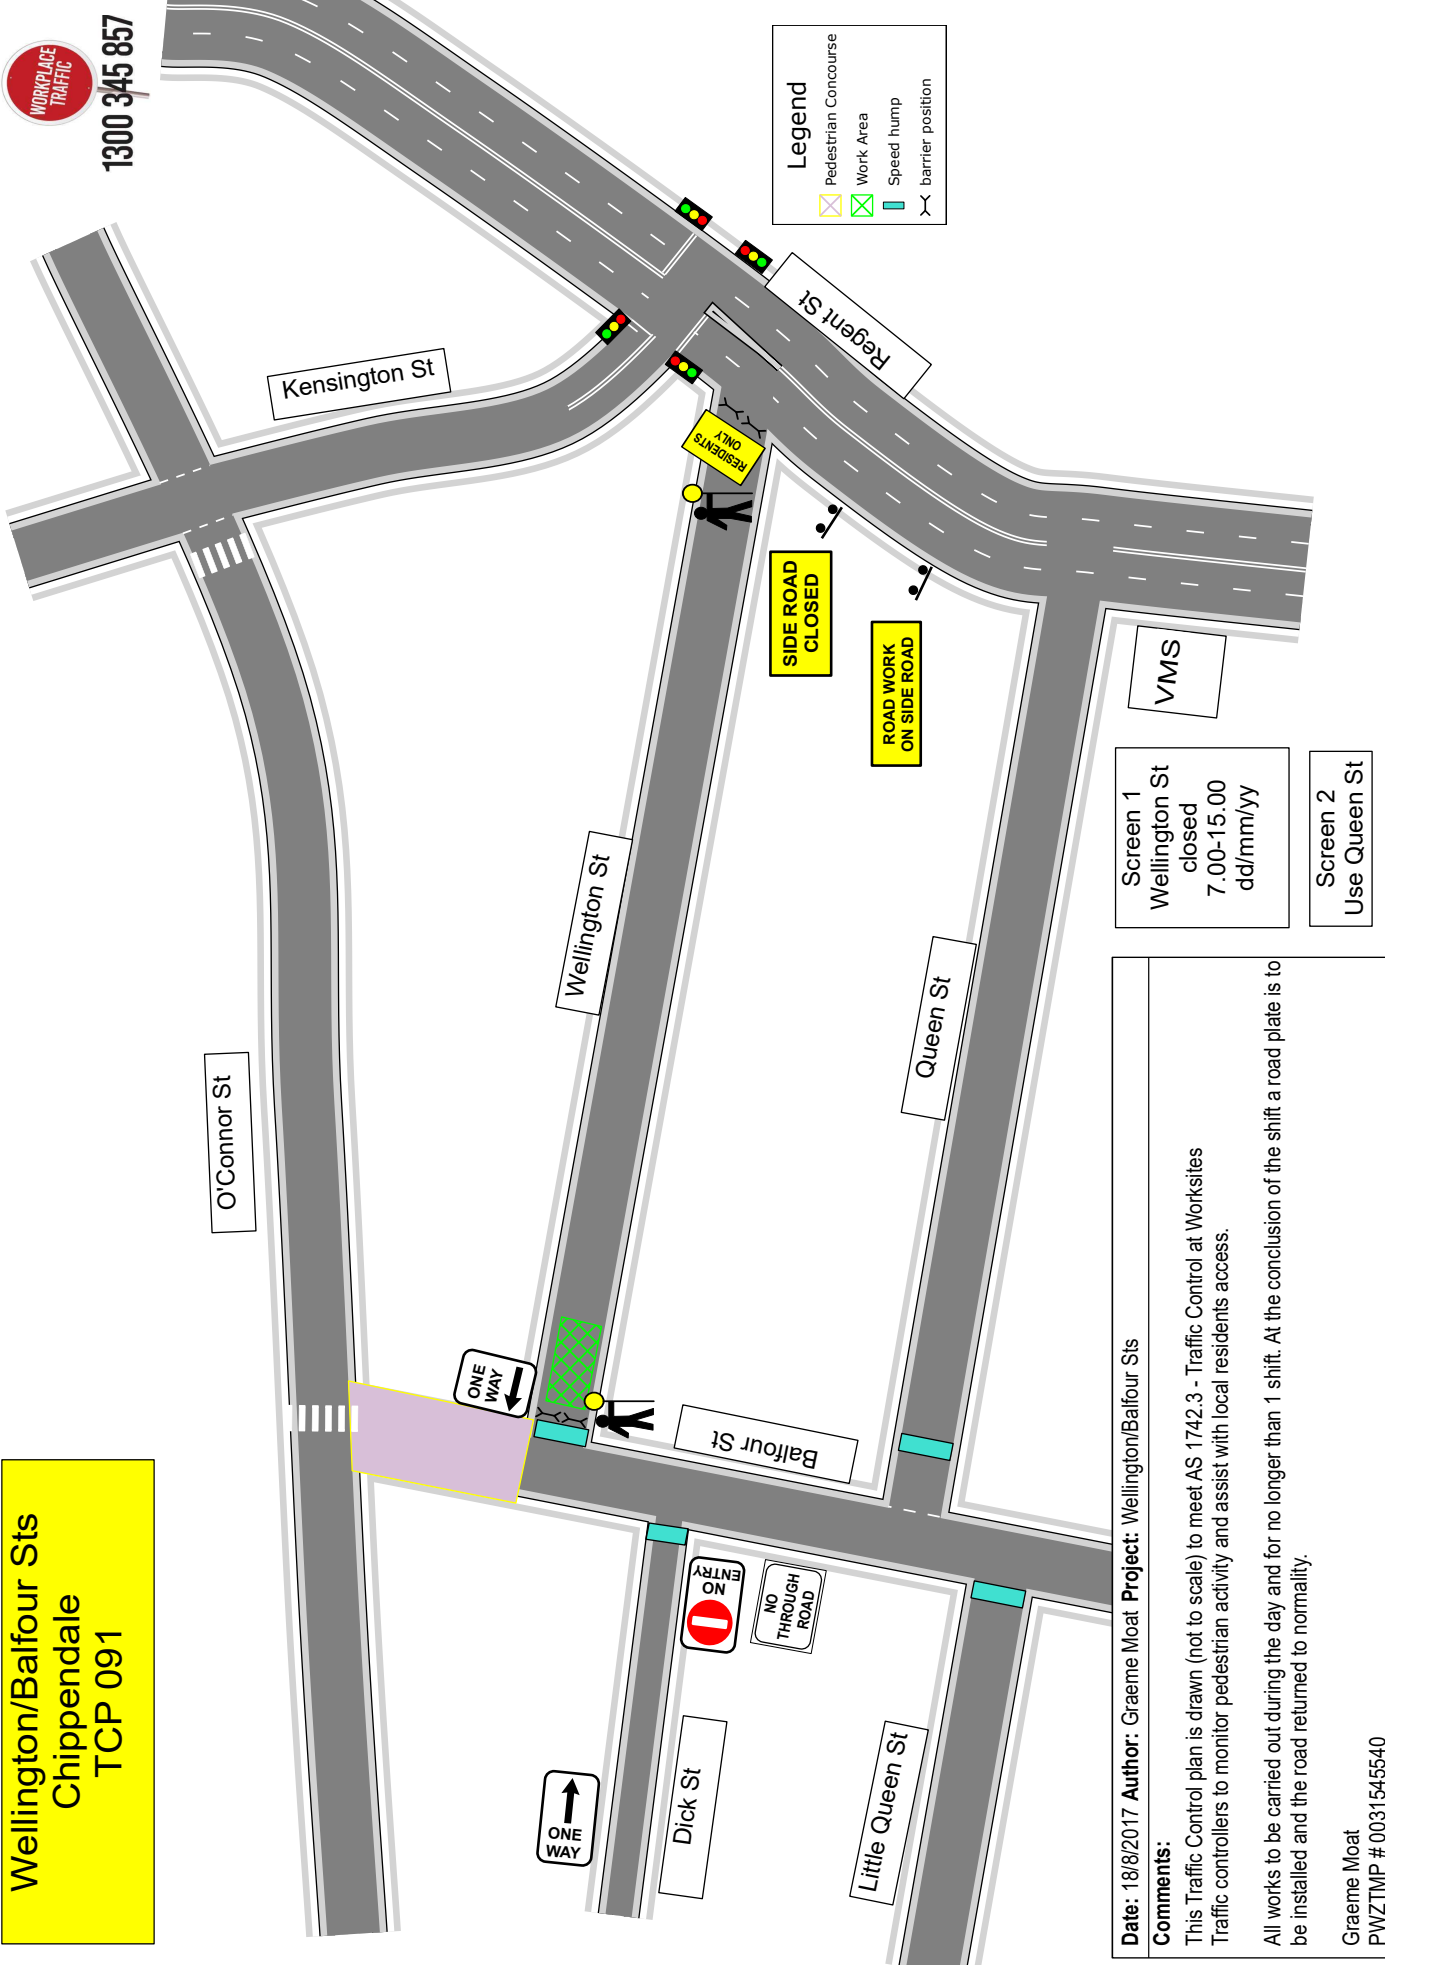 Wellington/Balfour Sts
Chippendale
TCP 091
WORKPLACE
TRAFFIC
1300 345 857
O'Connor St
Kensington St
Legend
Pedestrian Concourse
Work Area
Speed hump
barrier position
Regent St
RESIDENTS
ONLY
SIDE ROAD
CLOSED
ROAD WORK
ON SIDE ROAD
Wellington St
Queen St
ONE
WAY
Balfour St
NO
ENTRY
NO
THROUGH
ROAD
ONE
WAY
Dick St
Little Queen St
VMS
Screen 1
Wellington St
closed
7.00-15.00
dd/mm/yy
Screen 2
Use Queen St
Date: 18/8/2017 Author: Graeme Moat Project: Wellington/Balfour Sts
Comments:
This Traffic Control plan is drawn (not to scale) to meet AS 1742.3 - Traffic Control at Worksites
Traffic controllers to monitor pedestrian activity and assist with local residents access.
All works to be carried out during the day and for no longer than 1 shift. At the conclusion of the shift a road plate is to
be installed and the road returned to normality.
Graeme Moat
PWZTMP # 0031545540